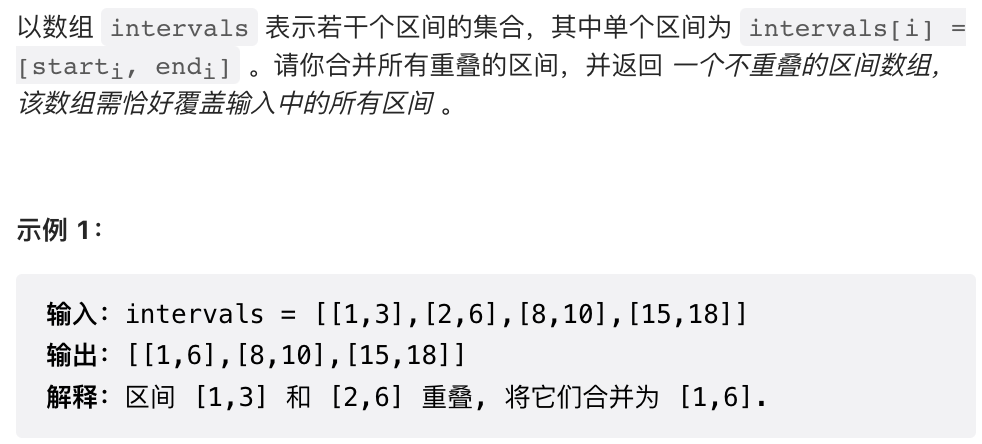 以数组 intervals 表示若干个区间的集合，其中单个区间为 intervals[i] =
[starti, endi] 。请你合并所有重叠的区间，并返回 一个不重叠的区间数组，
该数组需恰好覆盖输入中的所有区间 。
示例 1：
输入：intervals = [[1,3],[2,6],[8,10],[15,18]]
输出：[[1,6],[8,10],[15,18]]
解释：区间 [1,3] 和 [2,6] 重叠, 将它们合并为 [1,6].